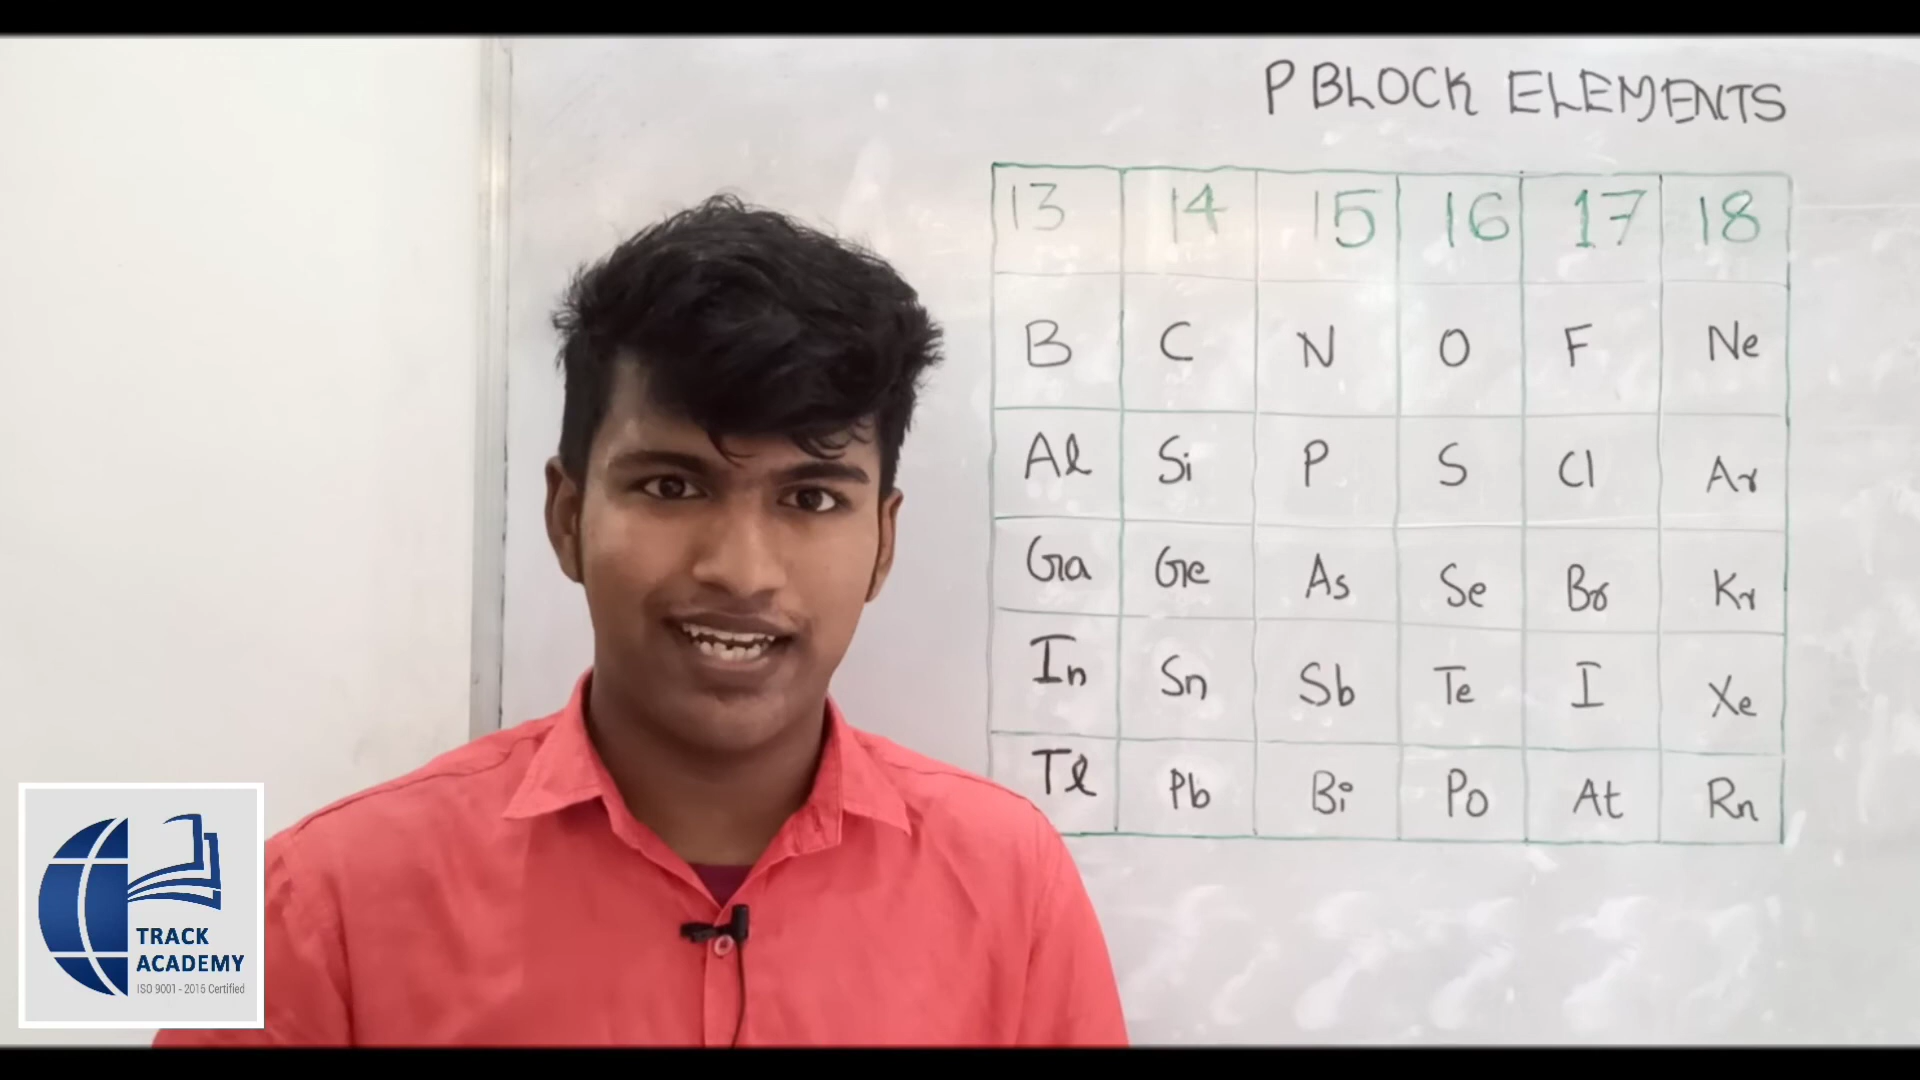 P BLOCK ELEMENTS
13 14 15 16 17 18
B C N O F Ne
Al Si P S Cl Ar
Ga Ge As Se Br Kr
In Sn Sb Te I Xe
Tl Pb Bi Po At Rn
TRACK
ACADEMY
ISO 9001 - 2015 Certified